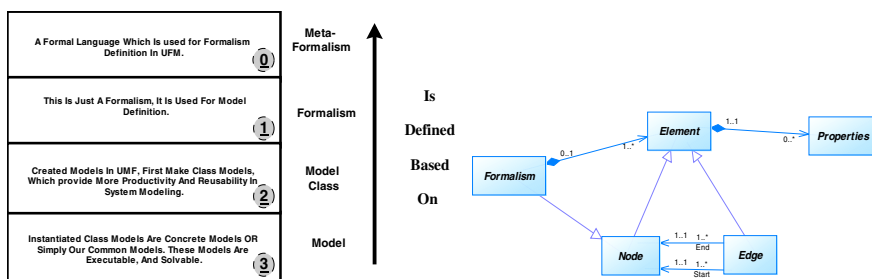 A Formal Language Which Is used for Formalism
Definition In UFM.
0
Meta-
Formalism
This Is Just A Formalism, It Is Used For Model
Definition.
1
Formalism
Created Models In UMF, First Make Class Models,
Which provide More Productivity And Reusability In
System Modeling.
2
Model
Class
Instantiated Class Models Are Concrete Models OR
Simply Our Common Models. These Models Are
Executable, And Solvable.
3
Model
Is
Defined
Based
On
Element
1..1
0..*
Properties
0..1
1..*
Formalism
Node
1..1
1..*
End
1..1
1..*
Start
Edge